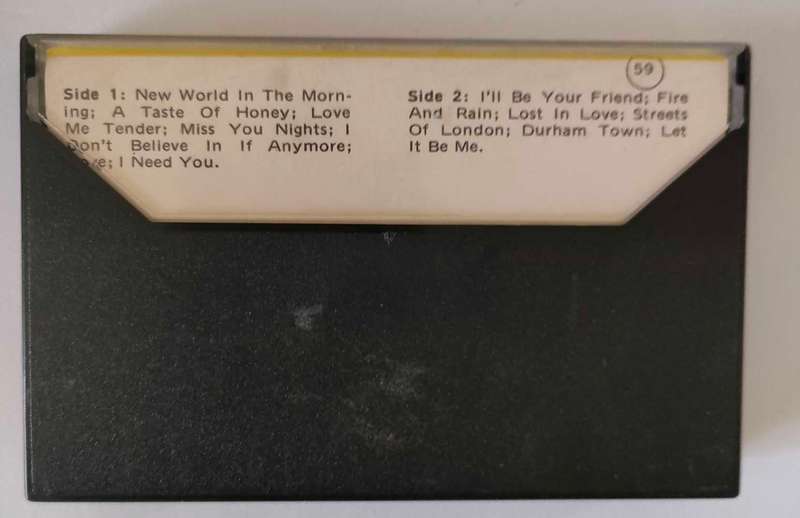 59
Side 1: New World In The Morn-
ing; A Taste Of Honey; Love
Me Tender; Miss You Nights; I
Don't Believe In If Anymore;
I Need You.
Side 2: I'll Be Your Friend; Fire
And Rain; Lost In Love; Streets
Of London; Durham Town; Let
It Be Me.